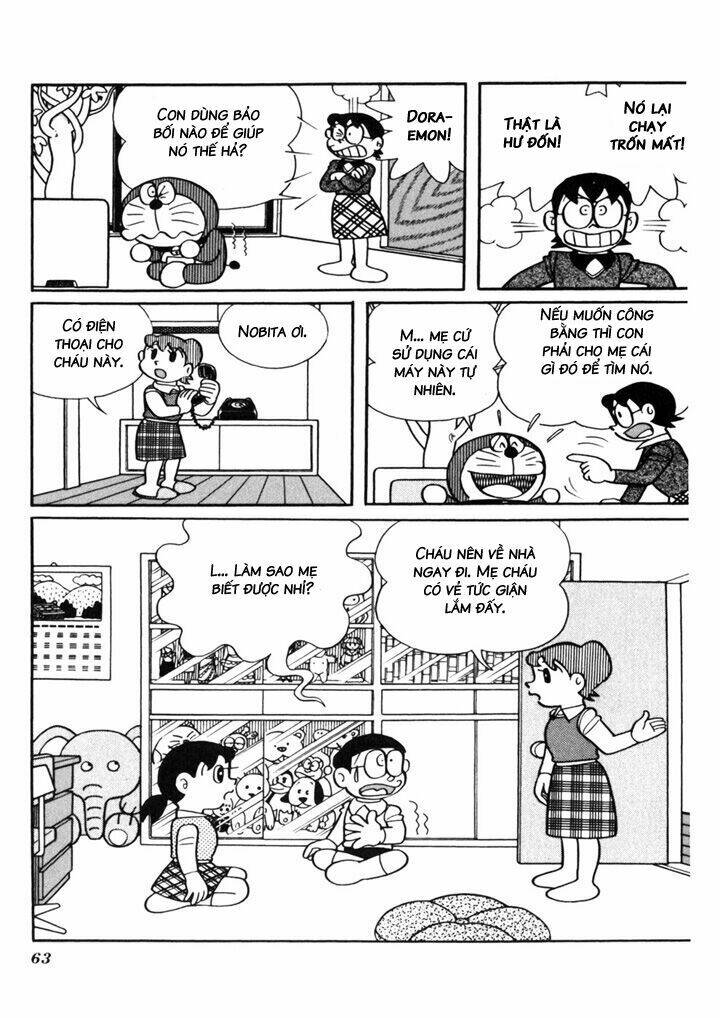 NÓ LẠI
CHẠY
TRỐN MẤT!
THẬT LÀ
HƯ ĐỐN!
DORA-
EMON!
CON DÙNG BẢO
BỐI NÀO ĐỂ GIÚP
NÓ THẾ HẢ?
NẾU MUỐN CÔNG
BẰNG THÌ CON
PHẢI CHO MẸ CÁI
GÌ ĐÓ ĐỂ TÌM NÓ.
M... MẸ CỨ
SỬ DỤNG CÁI
MÁY NÀY TỰ
NHIÊN.
NOBITA ƠI.
CÓ ĐIỆN
THOẠI CHO
CHÁU NÀY.
CHÁU NÊN VỀ NHÀ
NGAY ĐI. MẸ CHÁU
CÓ VẺ TỨC GIẬN
LẮM ĐẤY.
L... LÀM SAO MẸ
BIẾT ĐƯỢC NHỈ?
63